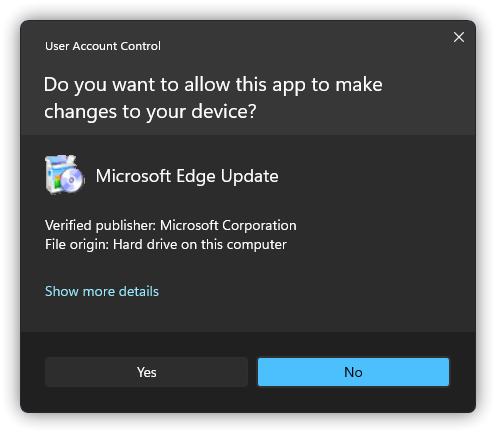 User Account Control
Do you want to allow this app to make
changes to your device?
Microsoft Edge Update
Verified publisher: Microsoft Corporation
File origin: Hard drive on this computer
Show more details
Yes
No